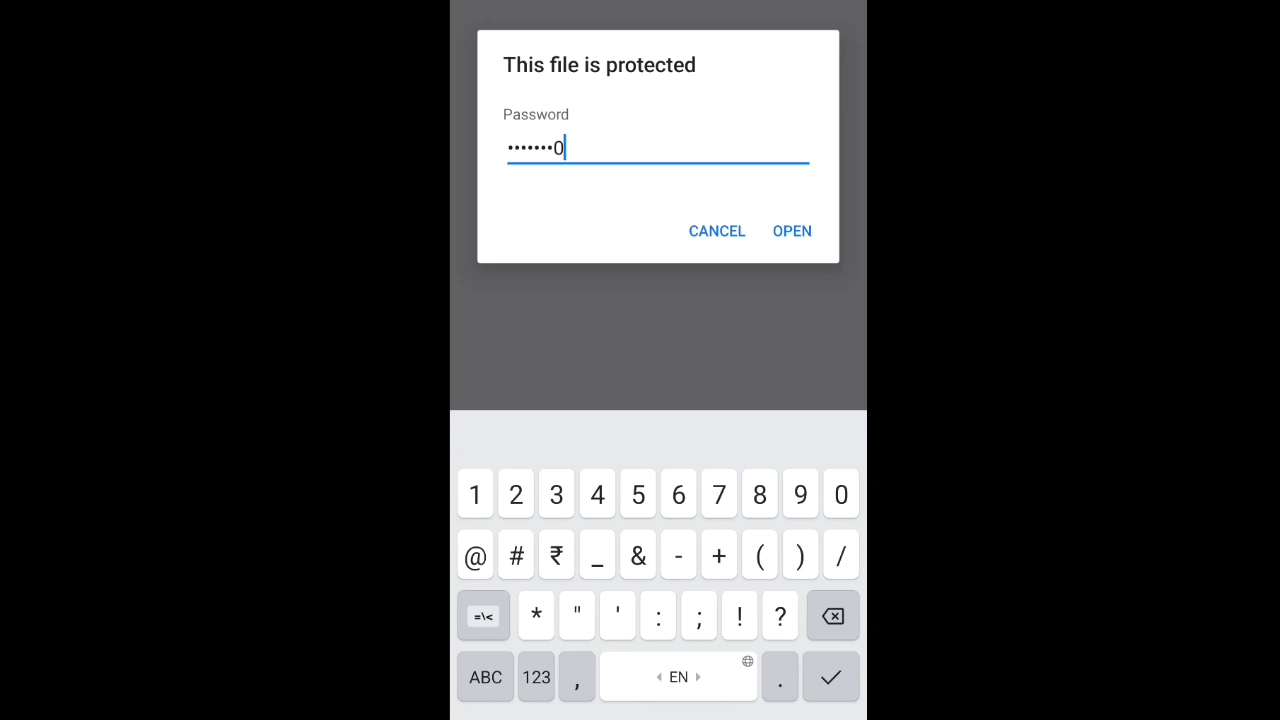 This file is protected
Password
•••••••0
CANCEL OPEN
1 2 3 4 5 6 7 8 9 0
@ # ₹ _ & - + ( ) /
=\< * " ' : ; ! ?
ABC 123 , EN .